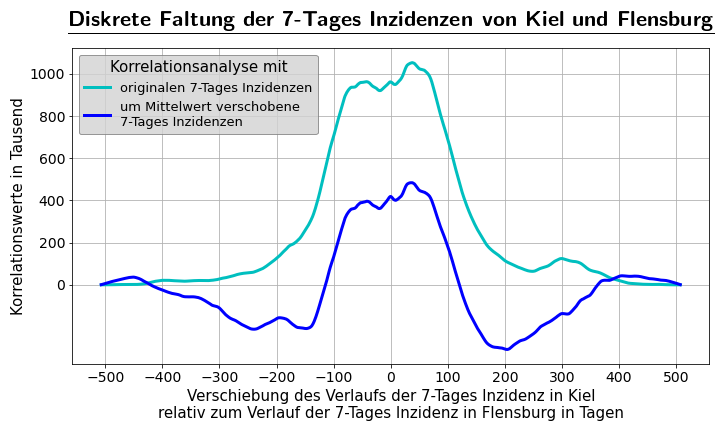 Diskrete Faltung der 7-Tages Inzidenzen von Kiel und Flensburg
Korrelationsanalyse mit
originalen 7-Tages Inzidenzen
um Mittelwert verschobene
7-Tages Inzidenzen
Korrelationswerte in Tausend
1000
800
600
400
200
0
−500 −400 −300 −200 −100 0 100 200 300 400 500
Verschiebung des Verlaufs der 7-Tages Inzidenz in Kiel
relativ zum Verlauf der 7-Tages Inzidenz in Flensburg in Tagen